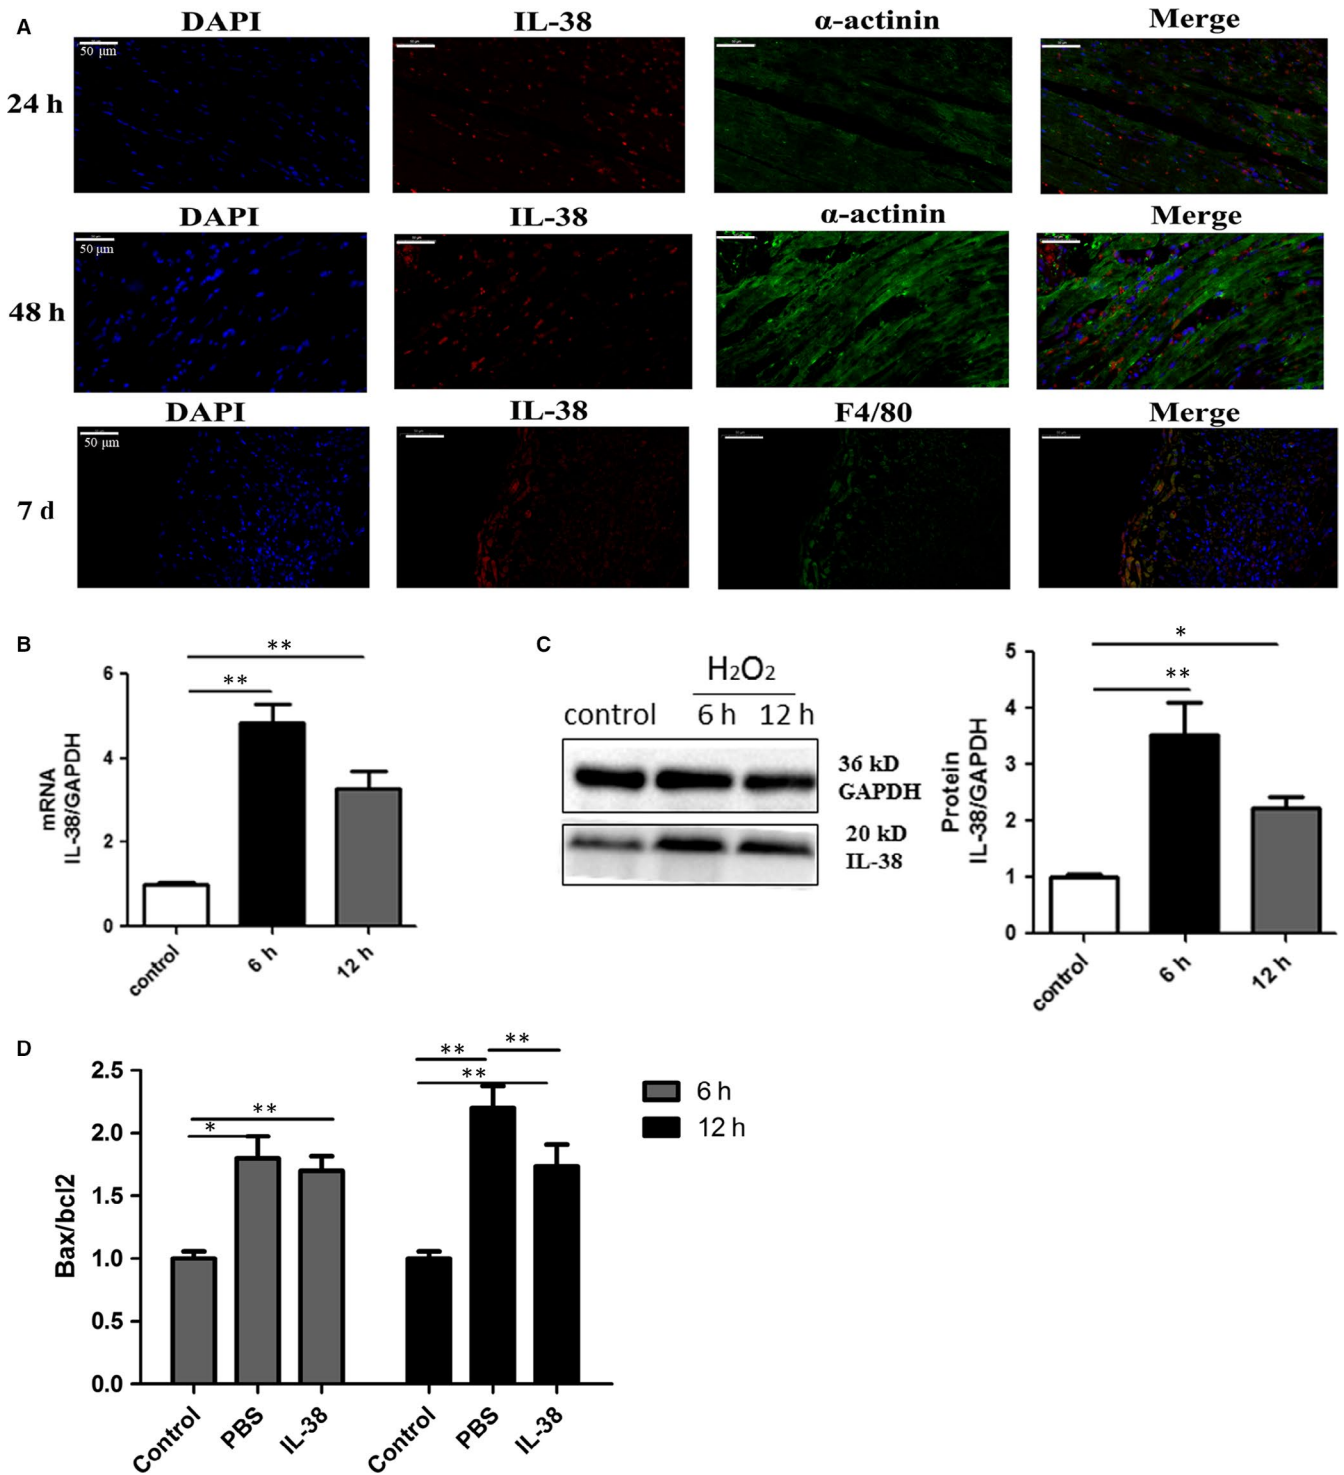 A
DAPI IL-38 α-actinin Merge
24 h
50 μm
DAPI IL-38 α-actinin Merge
48 h
50 μm
DAPI IL-38 F4/80 Merge
7 d
50 μm
B
mRNA
IL-38/GAPDH
6
4
2
0
** **
control 6 h 12 h
C
H₂O₂
control 6 h 12 h
36 kD
GAPDH
20 kD
IL-38
Protein
IL-38/GAPDH
5
4
3
2
1
0
* **
control 6 h 12 h
D
Bax/bcl2
2.5
2.0
1.5
1.0
0.5
0.0
** *
** ** **
6 h
12 h
Control PBS IL-38 Control PBS IL-38